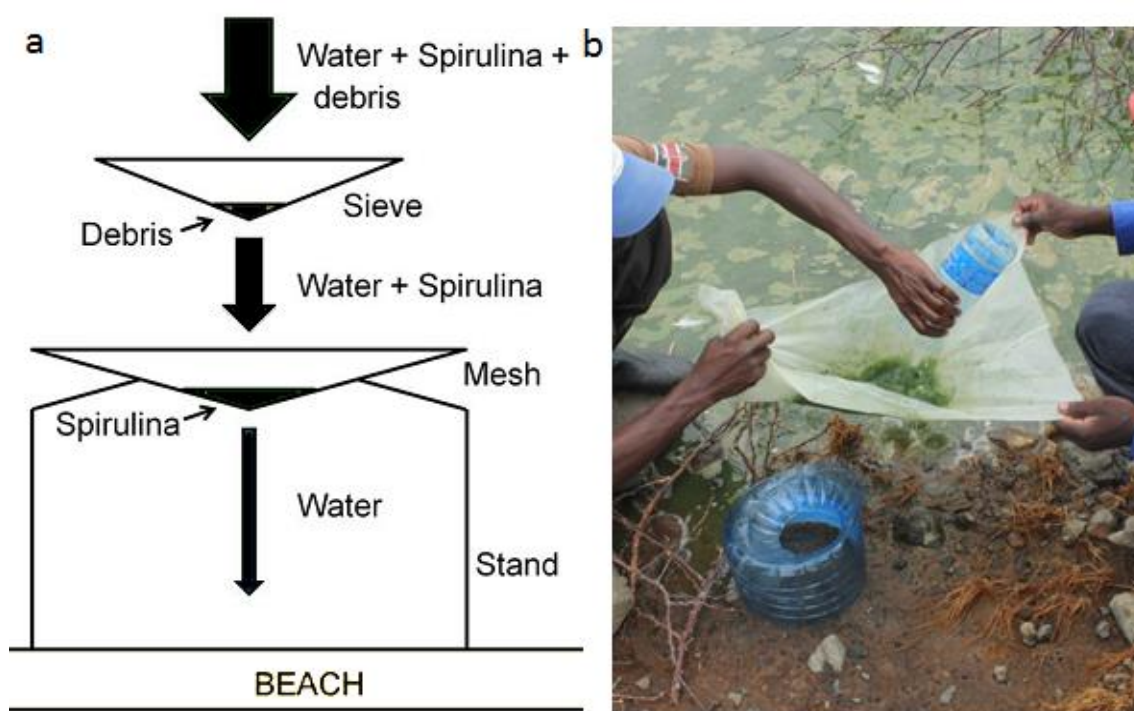 a
Water + Spirulina +
debris
Sieve
Debris
Water + Spirulina
Mesh
Spirulina
Water
Stand
BEACH
b